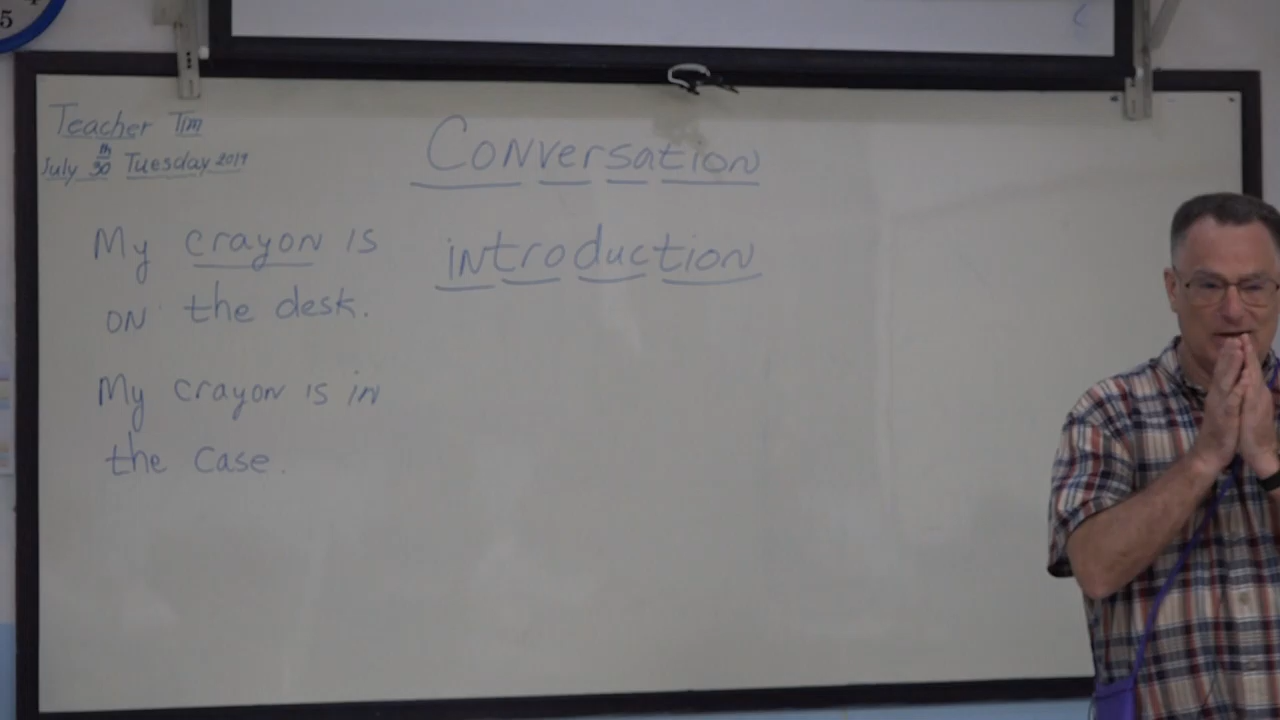 5
Teacher Tim
July 30th Tuesday 2019
Conversation
introduction
My crayon is
on the desk.
My crayon is in
the case.